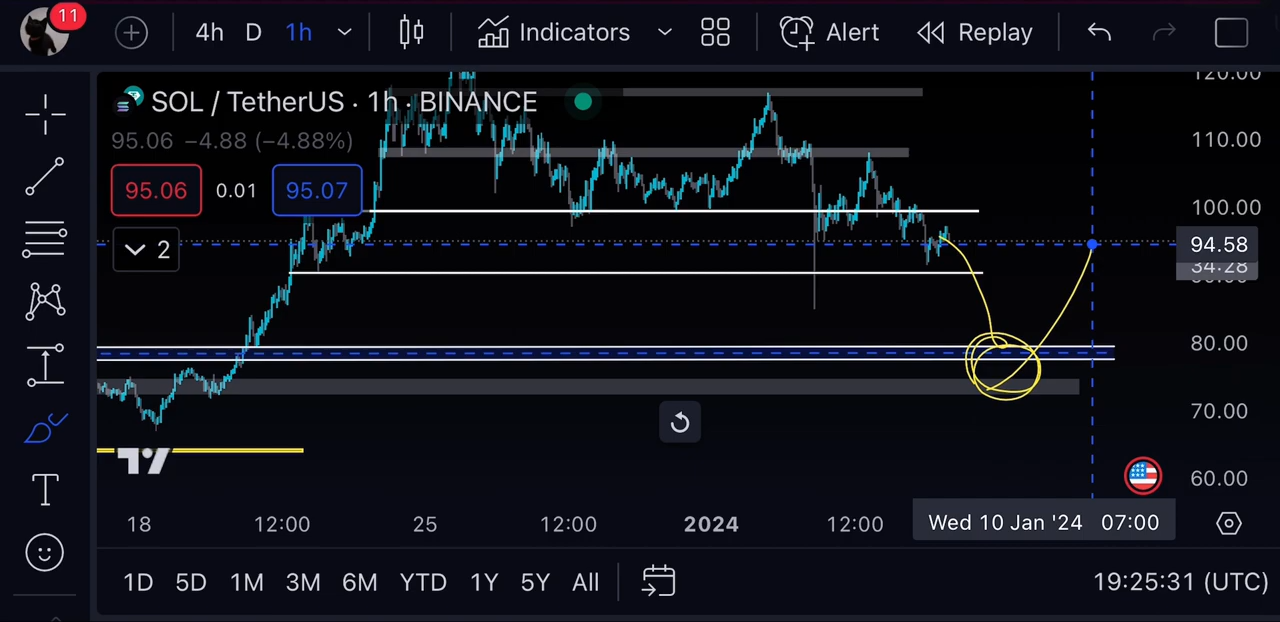 11
4h D 1h Indicators Alert Replay
SOL / TetherUS · 1h · BINANCE
95.06 −4.88 (−4.88%)
95.06 0.01 95.07
2
120.00
110.00
100.00
94.58
34:28
80.00
70.00
60.00
18 12:00 25 12:00 2024 12:00 Wed 10 Jan '24 07:00
1D 5D 1M 3M 6M YTD 1Y 5Y All 19:25:31 (UTC)